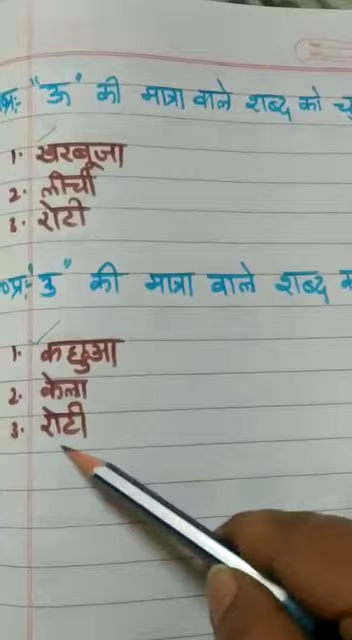 प्र:- "ऊ" की मात्रा वाले शब्द को
1. खरबूजा
2. लीची
3. रोटी
प्र:- "उ" की मात्रा वाले शब्द
1. कछुआ
2. केला
3. रोटी